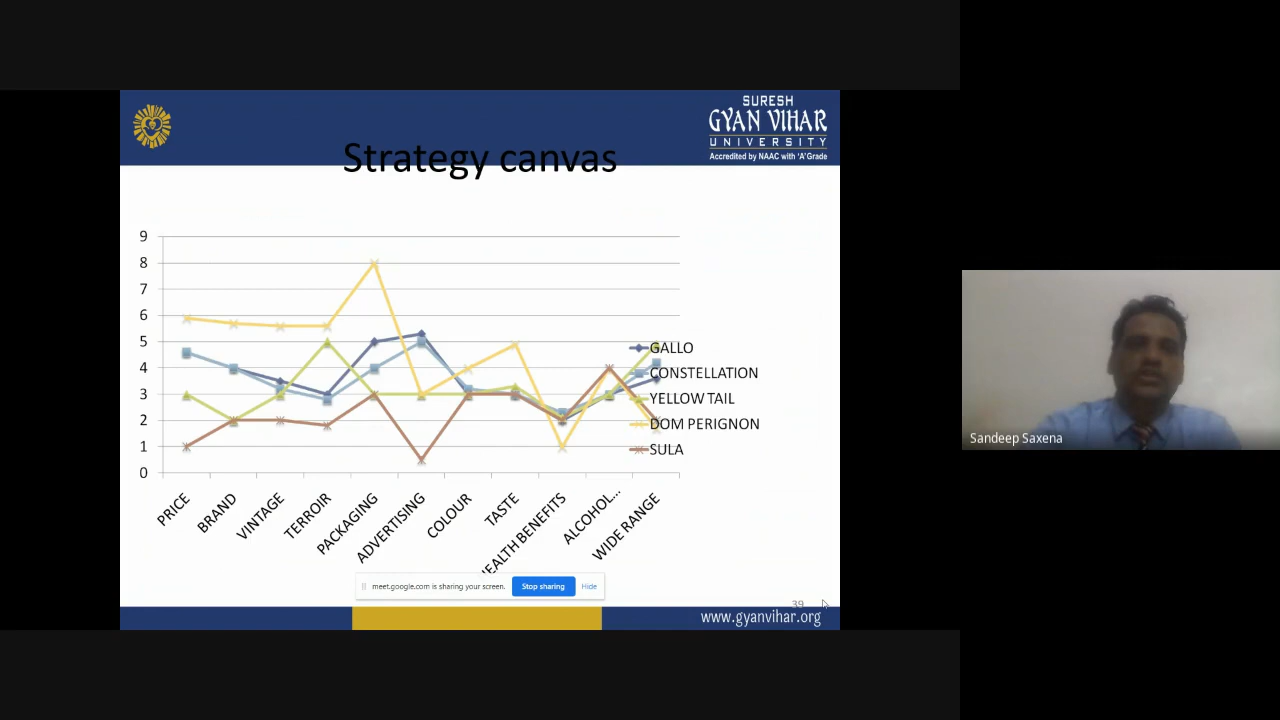 SURESH
GYAN VIHAR
UNIVERSITY
Accredited by NAAC with 'A' Grade
Strategy canvas
9
8
7
6
5
4
3
2
1
0
GALLO
CONSTELLATION
YELLOW TAIL
DOM PERIGNON
SULA
PRICE
BRAND
VINTAGE
TERROIR
PACKAGING
ADVERTISING
COLOUR
TASTE
HEALTH BENEFITS
ALCOHOL...
WIDE RANGE
meet.google.com is sharing your screen.
Stop sharing
Hide
39
www.gyanvihar.org
Sandeep Saxena